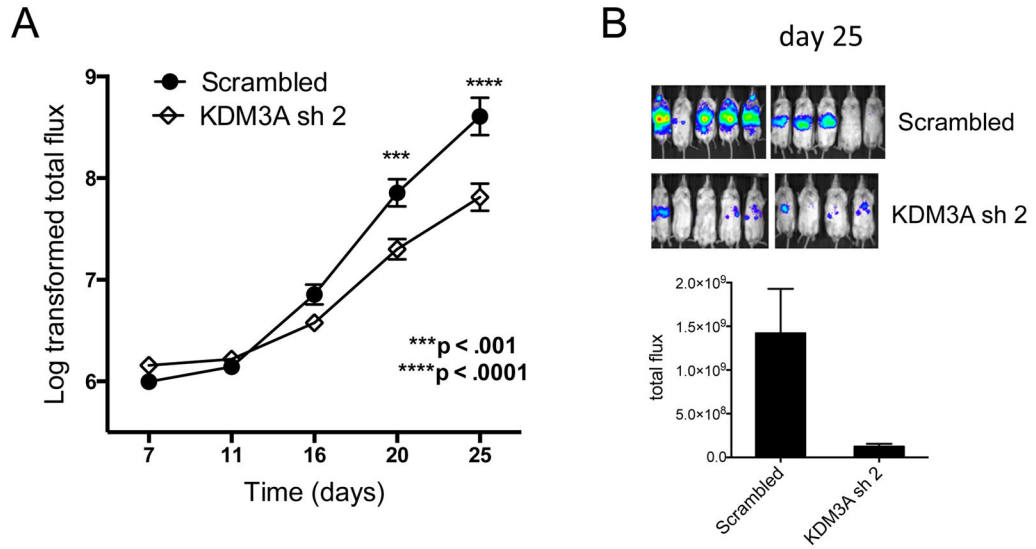 A
Log transformed total flux
9
8
7
6
Scrambled
KDM3A sh 2
***
****
***p < .001
****p < .0001
7 11 16 20 25
Time (days)
B
day 25
Scrambled
KDM3A sh 2
total flux
2.0×10⁹
1.5×10⁹
1.0×10⁹
5.0×10⁸
0.0
Scrambled
KDM3A sh 2